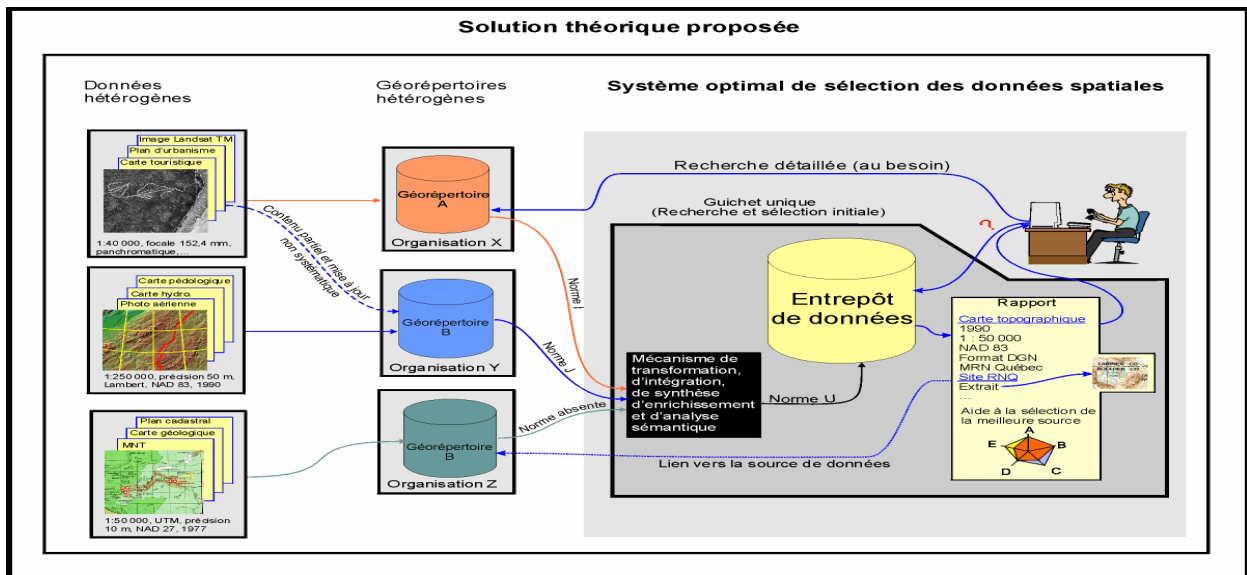 Solution théorique proposée
Données
hétérogènes
Géorépertoires
hétérogènes
Système optimal de sélection des données spatiales
Image Landsat TM
Plan d'urbanisme
Carte touristique
1:40 000, focale 152,4 mm,
panchromatique,...
Carte pédologique
Carte hydro.
Photo aérienne
1:250 000, précision 50 m,
Lambert, NAD 83, 1990
Plan cadastral
Carte géologique
MNT
1:50 000, UTM, précision
10 m, NAD 27, 1977
Contenu partiel et mise à jour
non systématique
Géorépertoire
A
Organisation X
Géorépertoire
B
Organisation Y
Géorépertoire
B
Organisation Z
Norme I
Norme J
Norme absente
Recherche détaillée (au besoin)
Guichet unique
(Recherche et sélection initiale)
?
Entrepôt
de données
Mécanisme de
transformation,
d'intégration,
de synthèse
d'enrichissement
et d'analyse
sémantique
Norme U
Lien vers la source de données
Rapport
Carte topographique
1990
1 : 50 000
NAD 83
Format DGN
MRN Québec
Site RNQ
Extrait
...
Aide à la sélection de
la meilleure source
A
E
B
D
C